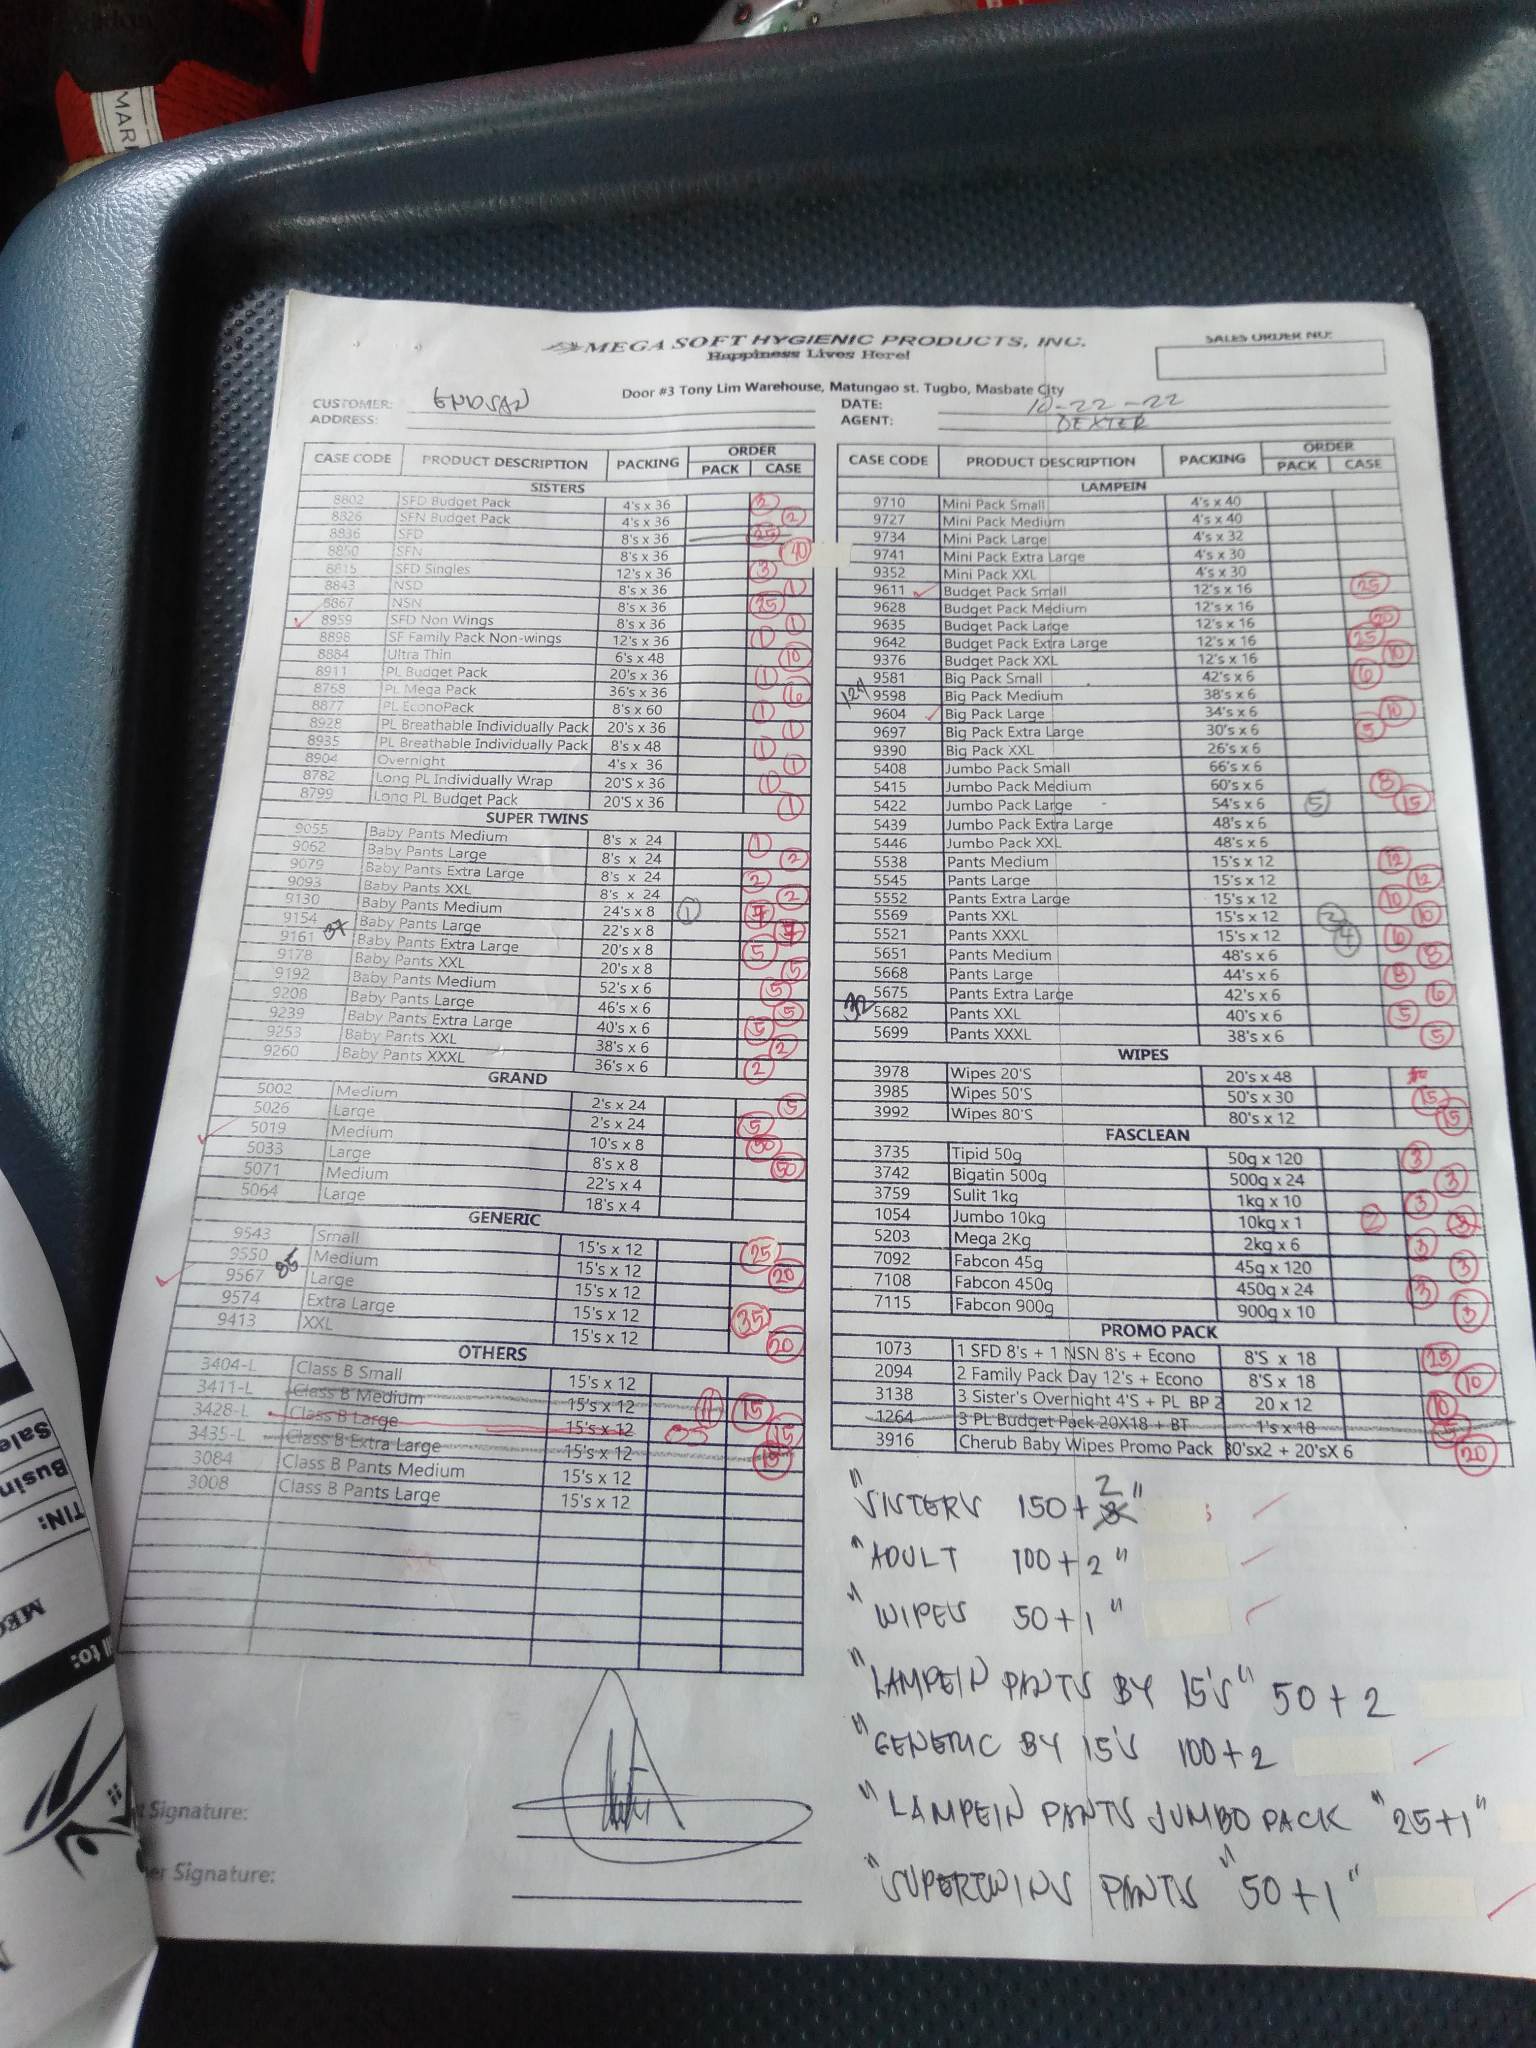 MARI
MEGA SOFT HYGIENIC PRODUCTS, INC.
Happiness Lives Here!
SALES ORDER NO:
Door #3 Tony Lim Warehouse, Matungao st. Tugbo, Masbate City
CUSTOMER: ENDSAN
ADDRESS:
DATE: 10-22-22
AGENT: DEXTER
CASE CODE PRODUCT DESCRIPTION PACKING ORDER PACK CASE
SISTERS
8802 SFD Budget Pack 4's x 36 2
8826 SFN Budget Pack 4's x 36 2
8836 SFD 8's x 36 25
8850 SFN 8's x 36 40
8815 SFD Singles 12's x 36 3
8843 NSD 8's x 36 1
8867 NSN 8's x 36 25
8959 SFD Non Wings 8's x 36 1
8898 SF Family Pack Non-wings 12's x 36 1
8884 Ultra Thin 6's x 48 10
8911 PL Budget Pack 20's x 36 1
8768 PL Mega Pack 36's x 36 6
8877 PL EconoPack 8's x 60 1
8928 PL Breathable Individually Pack 20's x 36 1
8935 PL Breathable Individually Pack 8's x 48 1
8904 Overnight 4's x 36 1
8782 Long PL Individually Wrap 20'S x 36 1
8799 Long PL Budget Pack 20'S x 36 1
SUPER TWINS
9055 Baby Pants Medium 8's x 24 1
9062 Baby Pants Large 8's x 24 2
9079 Baby Pants Extra Large 8's x 24 2
9093 Baby Pants XXL 8's x 24 2
9130 Baby Pants Medium 24's x 8 1 7
9154 37 Baby Pants Large 22's x 8 7
9161 Baby Pants Extra Large 20's x 8 5
9178 Baby Pants XXL 20's x 8 5
9192 Baby Pants Medium 52's x 6 5
9208 Baby Pants Large 46's x 6 5
9239 Baby Pants Extra Large 40's x 6 5
9253 Baby Pants XXL 38's x 6 2
9260 Baby Pants XXXL 36's x 6 2
GRAND
5002 Medium 2's x 24 5
5026 Large 2's x 24 5
5019 Medium 10's x 8 50
5033 Large 8's x 8 50
5071 Medium 22's x 4
5064 Large 18's x 4
GENERIC
9543 Small 15's x 12 25
9550 85 Medium 15's x 12 20
9567 Large 15's x 12
9574 Extra Large 15's x 12 35
9413 XXL 15's x 12 20
OTHERS
3404-L Class B Small 15's x 12
3411-L Class B Medium 15's x 12 11 15
3428-L Class B Large 15's x 12 15
3435-L Class B Extra Large 15's x 12
3084 Class B Pants Medium 15's x 12
3008 Class B Pants Large 15's x 12
CASE CODE PRODUCT DESCRIPTION PACKING ORDER PACK CASE
LAMPEIN
9710 Mini Pack Small 4's x 40
9727 Mini Pack Medium 4's x 40
9734 Mini Pack Large 4's x 32
9741 Mini Pack Extra Large 4's x 30
9352 Mini Pack XXL 4's x 30
9611 Budget Pack Small 12's x 16 25
9628 Budget Pack Medium 12's x 16
9635 Budget Pack Large 12's x 16 20
9642 Budget Pack Extra Large 12's x 16 25
9376 Budget Pack XXL 12's x 16 10
9581 Big Pack Small 42's x 6 6
124 9598 Big Pack Medium 38's x 6
9604 Big Pack Large 34's x 6 10
9697 Big Pack Extra Large 30's x 6 5
9390 Big Pack XXL 26's x 6
5408 Jumbo Pack Small 66's x 6
5415 Jumbo Pack Medium 60's x 6 8
5422 Jumbo Pack Large 54's x 6 5 15
5439 Jumbo Pack Extra Large 48's x 6
5446 Jumbo Pack XXL 48's x 6
5538 Pants Medium 15's x 12 12
5545 Pants Large 15's x 12 12
5552 Pants Extra Large 15's x 12 10
5569 Pants XXL 15's x 12 2 10
5521 Pants XXXL 15's x 12 4 6
5651 Pants Medium 48's x 6 8
5668 Pants Large 44's x 6 8
5675 Pants Extra Large 42's x 6 6
32 5682 Pants XXL 40's x 6 5
5699 Pants XXXL 38's x 6 5
WIPES
3978 Wipes 20'S 20's x 48
3985 Wipes 50'S 50's x 30 15
3992 Wipes 80'S 80's x 12 15
FASCLEAN
3735 Tipid 50g 50g x 120 3
3742 Bigatin 500g 500g x 24 3
3759 Sulit 1kg 1kg x 10 3
1054 Jumbo 10kg 10kg x 1 2 3
5203 Mega 2Kg 2kg x 6 3
7092 Fabcon 45g 45g x 120 3
7108 Fabcon 450g 450g x 24 3
7115 Fabcon 900g 900g x 10 3
PROMO PACK
1073 1 SFD 8's + 1 NSN 8's + Econo 8'S x 18 25
2094 2 Family Pack Day 12's + Econo 8'S x 18 10
3138 3 Sister's Overnight 4'S + PL BP 2 20 x 12 10
1264 3 PL Budget Pack 20X18 + BT 1's x 18
3916 Cherub Baby Wipes Promo Pack 80'sx2 + 20'sX 6 20
"SISTERS 150 + 2"
"ADULT 100 + 2"
"WIPES 50 + 1"
"LAMPEIN PANTS BY 15'S" 50 + 2
"GENERIC BY 15'S 100 + 2
"LAMPEIN PANTS JUMBO PACK "25 + 1"
"SUPERTWINS PANTS "50 + 1"
Signature:
er Signature:
Sale
Busin
TIN:
MEG
ll to: